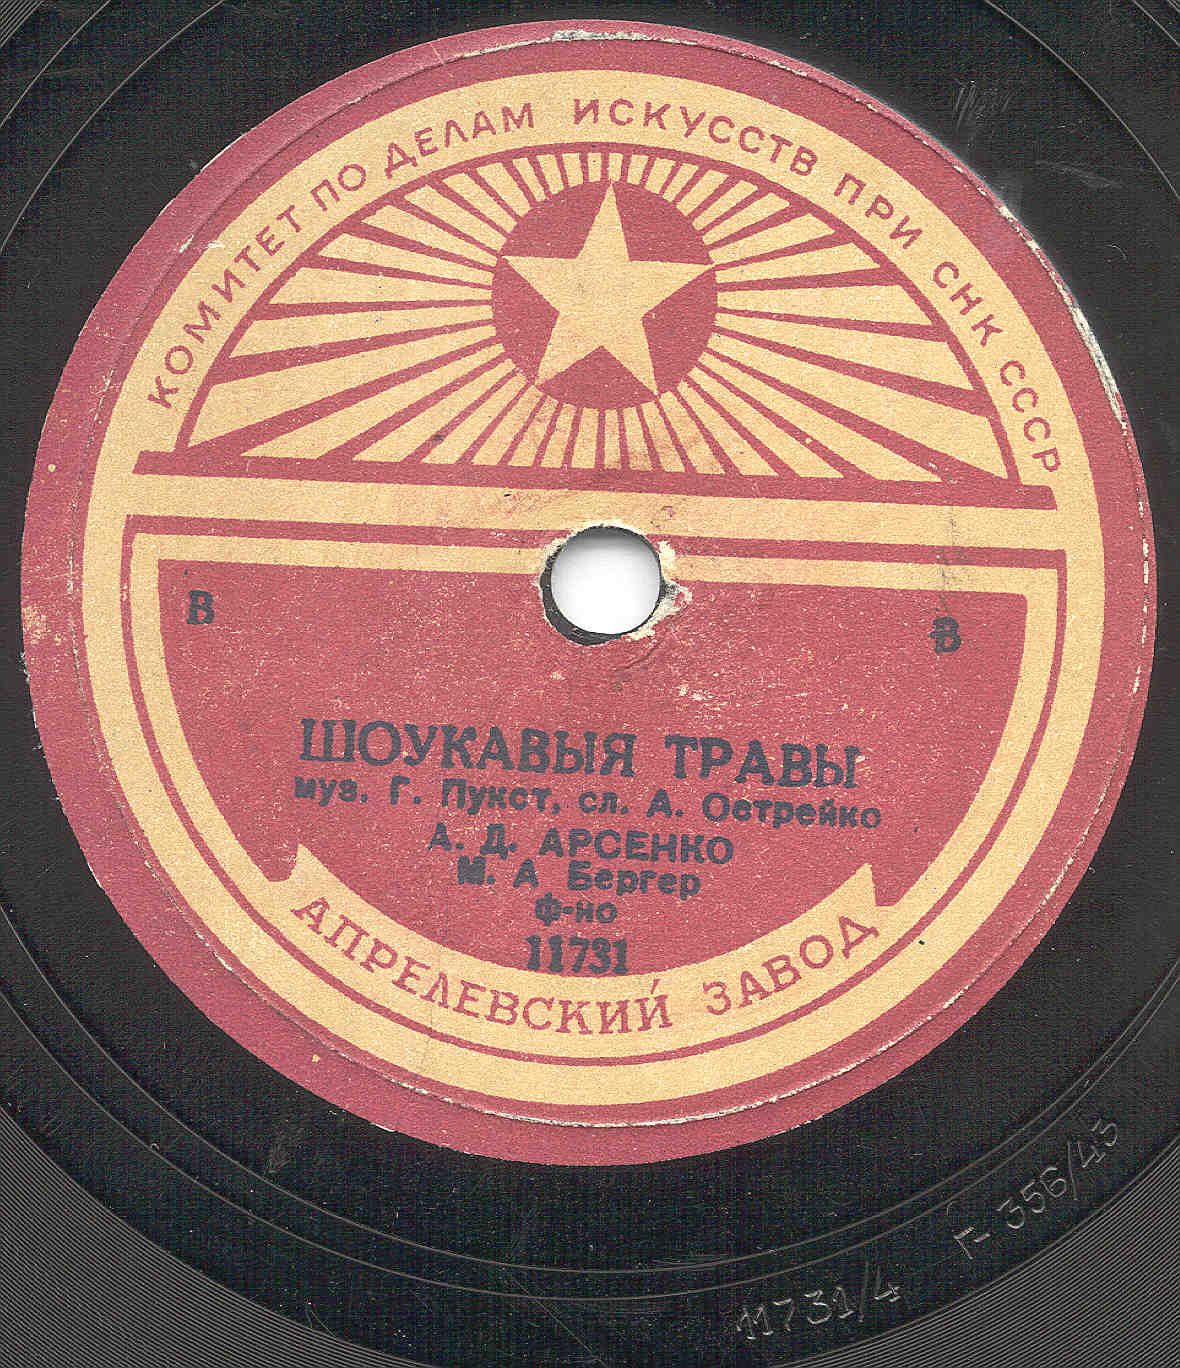 КОМИТЕТ ПО ДЕЛАМ ИСКУССТВ ПРИ СНК СССР
В В
ШОУКАВЫЯ ТРАВЫ
муз. Г. Пукст, сл. А. Острейко
А. Д. АРСЕНКО
М. А Бергер
ф-но
11731
АПРЕЛЕВСКИЙ ЗАВОД
Г-356/43
11731/4